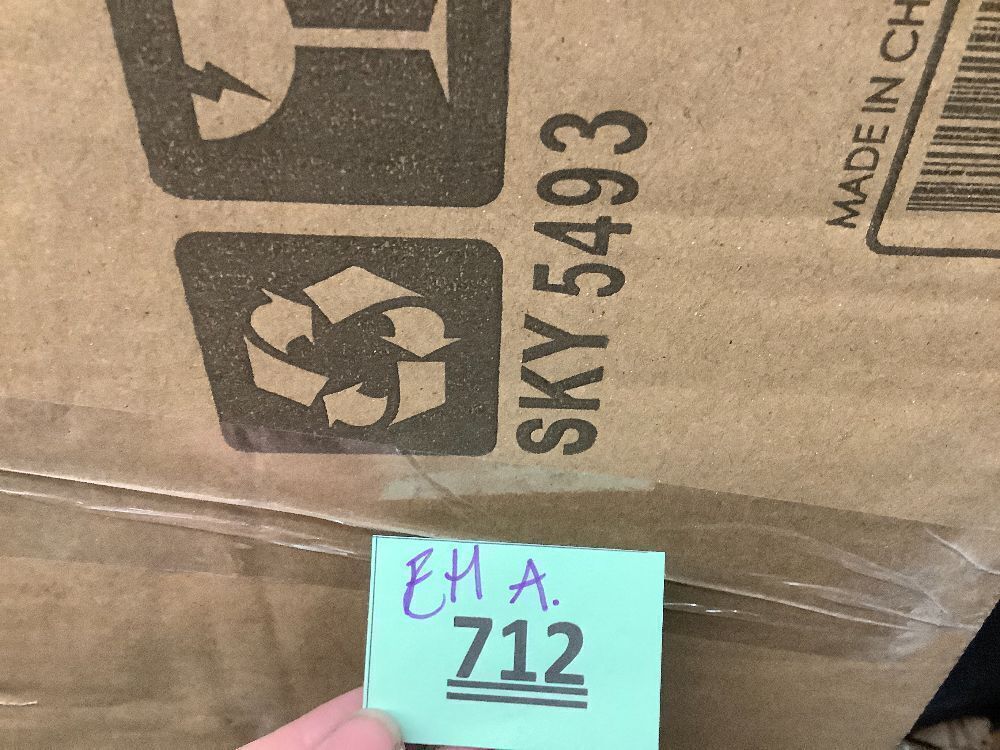 SKY 5493
MADE IN CH
EH A.
712